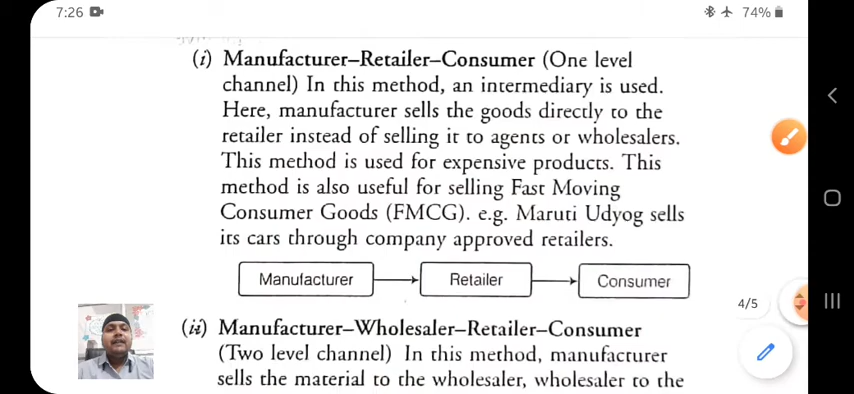 7:26
74%
(i) Manufacturer–Retailer–Consumer (One level
channel) In this method, an intermediary is used.
Here, manufacturer sells the goods directly to the
retailer instead of selling it to agents or wholesalers.
This method is used for expensive products. This
method is also useful for selling Fast Moving
Consumer Goods (FMCG). e.g. Maruti Udyog sells
its cars through company approved retailers.
Manufacturer Retailer Consumer
4/5
(ii) Manufacturer–Wholesaler–Retailer–Consumer
(Two level channel) In this method, manufacturer
sells the material to the wholesaler, wholesaler to the